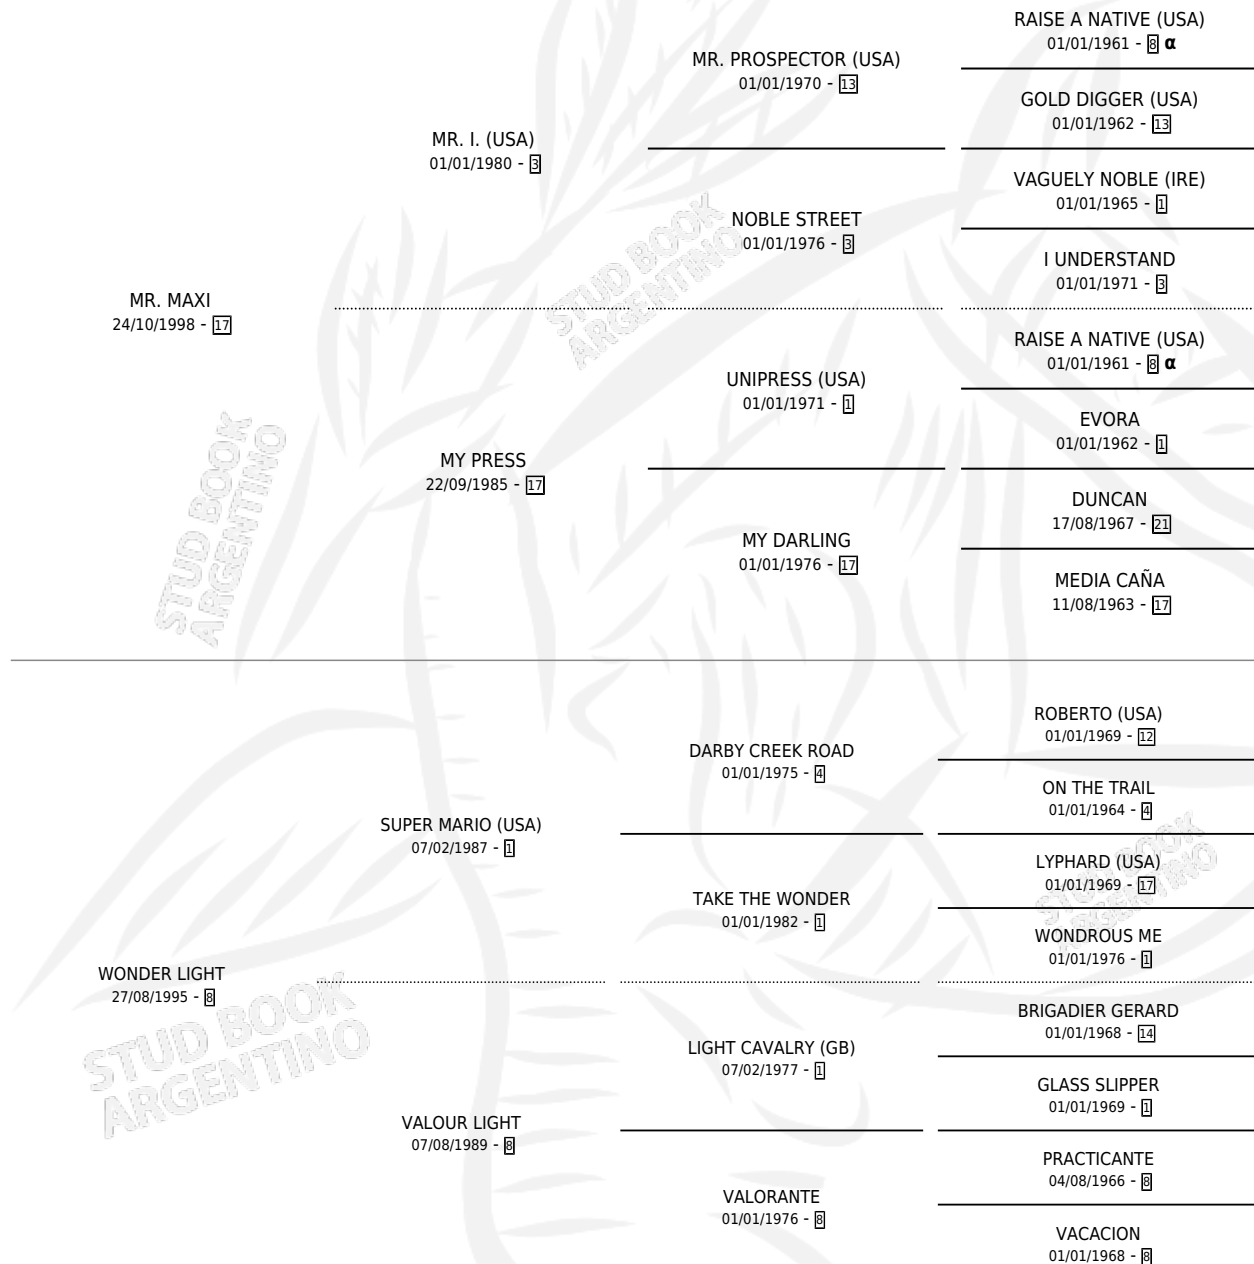 RAISE A NATIVE (USA)
01/01/1961 - 8 α
MR. PROSPECTOR (USA)
01/01/1970 - 13
GOLD DIGGER (USA)
01/01/1962 - 13
MR. I. (USA)
01/01/1980 - 3
VAGUELY NOBLE (IRE)
01/01/1965 - 1
NOBLE STREET
01/01/1976 - 3
I UNDERSTAND
01/01/1971 - 3
STUD BOOK
ARGENTINO
MR. MAXI
24/10/1998 - 17
RAISE A NATIVE (USA)
01/01/1961 - 8 α
UNIPRESS (USA)
01/01/1971 - 1
EVORA
01/01/1962 - 1
MY PRESS
22/09/1985 - 17
DUNCAN
17/08/1967 - 21
MY DARLING
01/01/1976 - 17
MEDIA CAÑA
11/08/1963 - 17
STUD BOOK
ARGENTINO
ROBERTO (USA)
01/01/1969 - 12
DARBY CREEK ROAD
01/01/1975 - 4
ON THE TRAIL
01/01/1964 - 4
SUPER MARIO (USA)
07/02/1987 - 1
LYPHARD (USA)
01/01/1969 - 17
TAKE THE WONDER
01/01/1982 - 1
WONDROUS ME
01/01/1976 - 1
STUD BOOK
ARGENTINO
WONDER LIGHT
27/08/1995 - 8
BRIGADIER GERARD
01/01/1968 - 14
LIGHT CAVALRY (GB)
07/02/1977 - 1
GLASS SLIPPER
01/01/1969 - 1
STUD BOOK
ARGENTINO
VALOUR LIGHT
07/08/1989 - 8
PRACTICANTE
04/08/1966 - 8
VALORANTE
01/01/1976 - 8
VACACION
01/01/1968 - 8